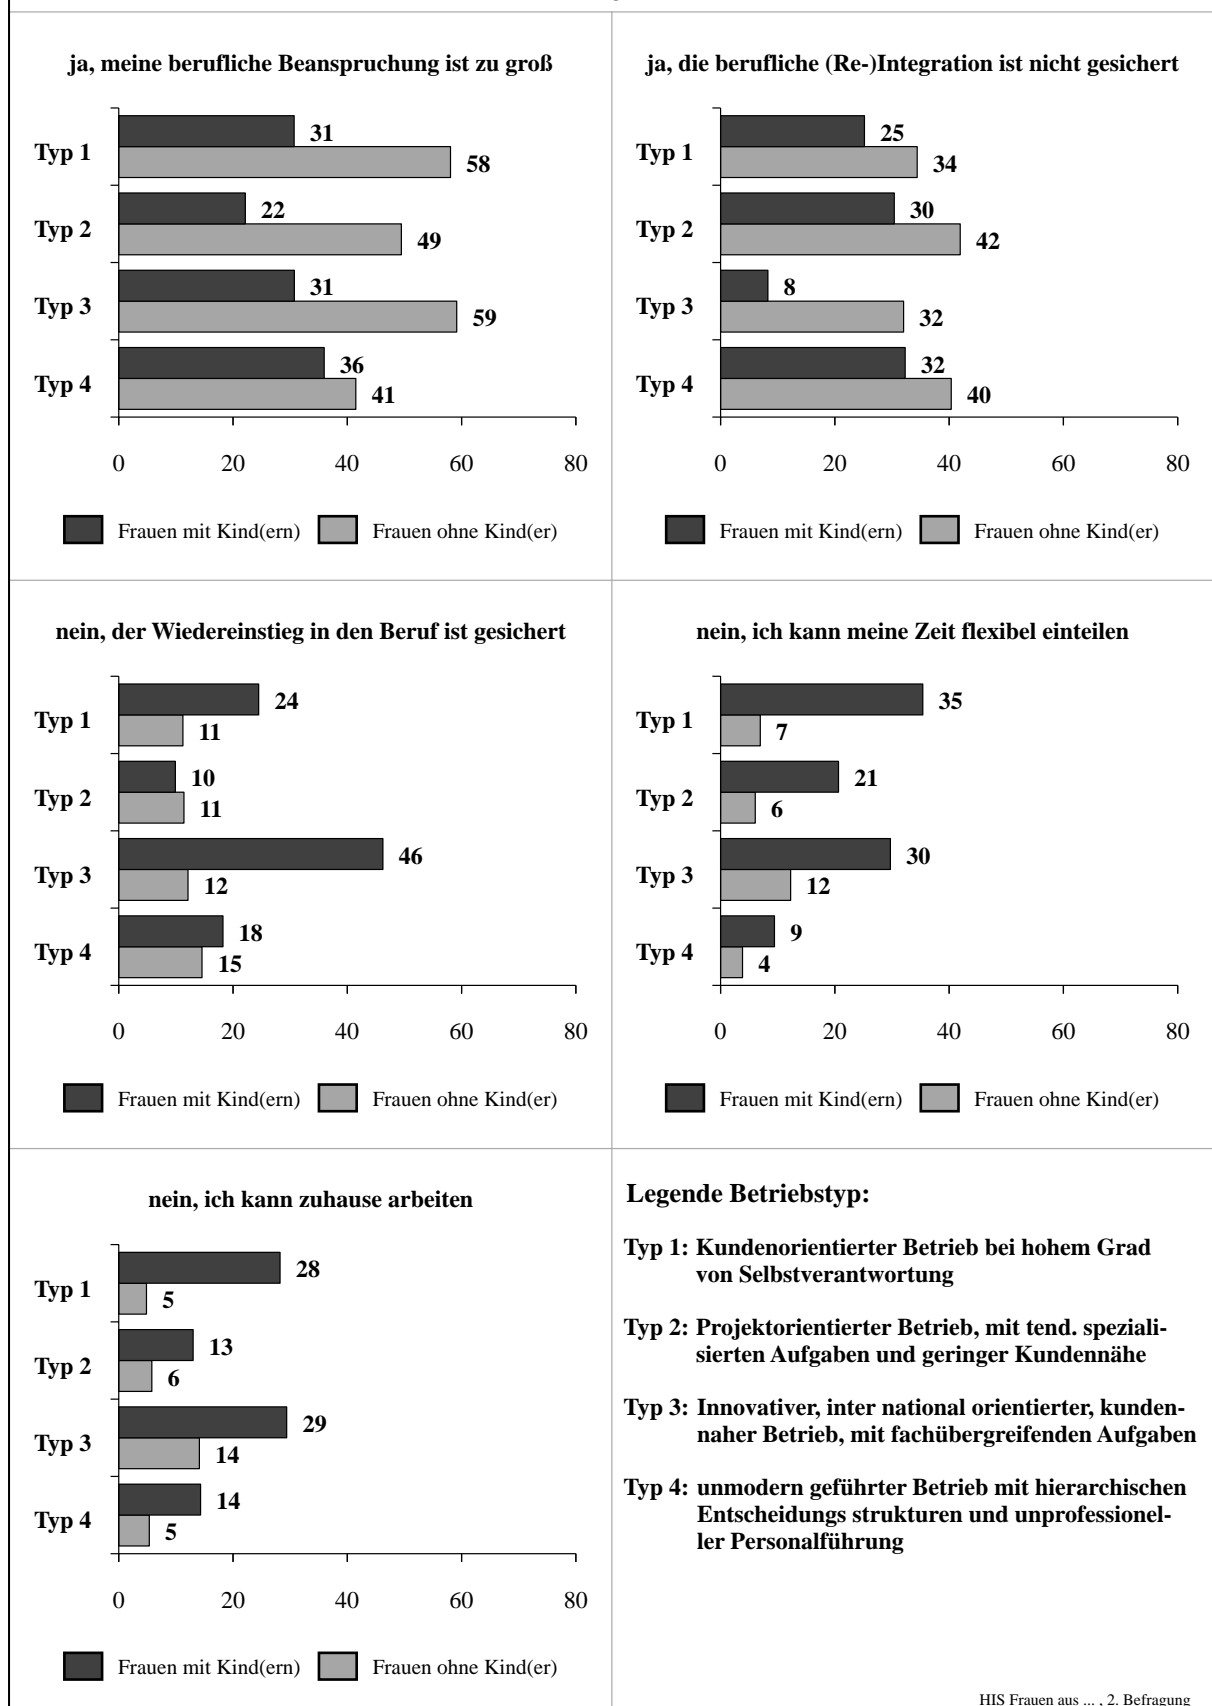 ja, meine berufliche Beanspruchung ist zu groß
Typ 1
31
58
Typ 2
22
49
Typ 3
31
59
Typ 4
36
41
0 20 40 60 80
Frauen mit Kind(ern) Frauen ohne Kind(er)
ja, die berufliche (Re-)Integration ist nicht gesichert
Typ 1
25
34
Typ 2
30
42
Typ 3
8
32
Typ 4
32
40
0 20 40 60 80
Frauen mit Kind(ern) Frauen ohne Kind(er)
nein, der Wiedereinstieg in den Beruf ist gesichert
Typ 1
24
11
Typ 2
10
11
Typ 3
46
12
Typ 4
18
15
0 20 40 60 80
Frauen mit Kind(ern) Frauen ohne Kind(er)
nein, ich kann meine Zeit flexibel einteilen
Typ 1
35
7
Typ 2
21
6
Typ 3
30
12
Typ 4
9
4
0 20 40 60 80
Frauen mit Kind(ern) Frauen ohne Kind(er)
nein, ich kann zuhause arbeiten
Typ 1
28
5
Typ 2
13
6
Typ 3
29
14
Typ 4
14
5
0 20 40 60 80
Frauen mit Kind(ern) Frauen ohne Kind(er)
Legende Betriebstyp:
Typ 1: Kundenorientierter Betrieb bei hohem Grad
von Selbstverantwortung
Typ 2: Projektorientierter Betrieb, mit tend. speziali-
sierten Aufgaben und geringer Kundennähe
Typ 3: Innovativer, inter national orientierter, kunden-
naher Betrieb, mit fachübergreifenden Aufgaben
Typ 4: unmodern geführter Betrieb mit hierarchischen
Entscheidungs strukturen und unprofessionel-
ler Personalführung
HIS Frauen aus ... , 2. Befragung